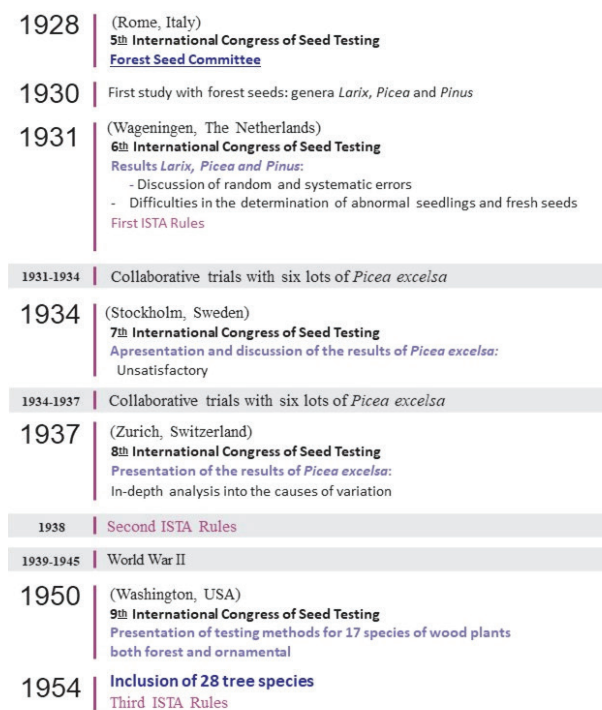 1928
(Rome, Italy)
5th International Congress of Seed Testing
Forest Seed Committee
1930
First study with forest seeds: genera Larix, Picea and Pinus
1931
(Wageningen, The Netherlands)
6th International Congress of Seed Testing
Results Larix, Picea and Pinus:
- Discussion of random and systematic errors
- Difficulties in the determination of abnormal seedlings and fresh seeds
First ISTA Rules
1931-1934 Collaborative trials with six lots of Picea excelsa
1934
(Stockholm, Sweden)
7th International Congress of Seed Testing
Apresentation and discussion of the results of Picea excelsa:
Unsatisfactory
1934-1937 Collaborative trials with six lots of Picea excelsa
1937
(Zurich, Switzerland)
8th International Congress of Seed Testing
Presentation of the results of Picea excelsa:
In-depth analysis into the causes of variation
1938 Second ISTA Rules
1939-1945 World War II
1950
(Washington, USA)
9th International Congress of Seed Testing
Presentation of testing methods for 17 species of wood plants
both forest and ornamental
1954
Inclusion of 28 tree species
Third ISTA Rules